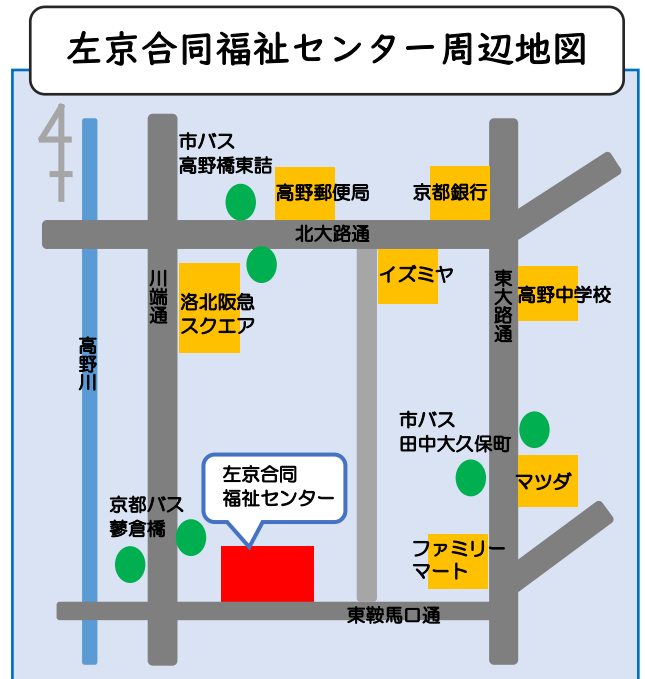 左京合同福祉センター周辺地図
市バス
高野橋東詰
高野郵便局
京都銀行
北大路通
イズミヤ
川端通
洛北阪急
スクエア
東大路通
高野中学校
高野川
市バス
田中大久保町
マツダ
左京合同
福祉センター
京都バス
蓼倉橋
ファミリー
マート
東鞍馬口通